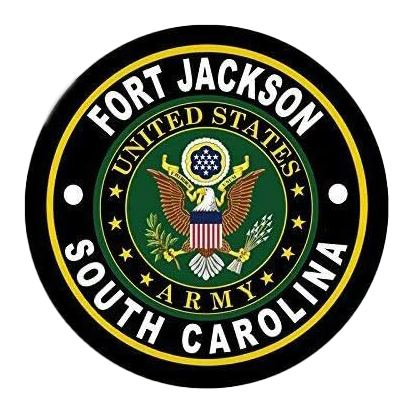 FORT JACKSON
UNITED STATES
ARMY
SOUTH CAROLINA